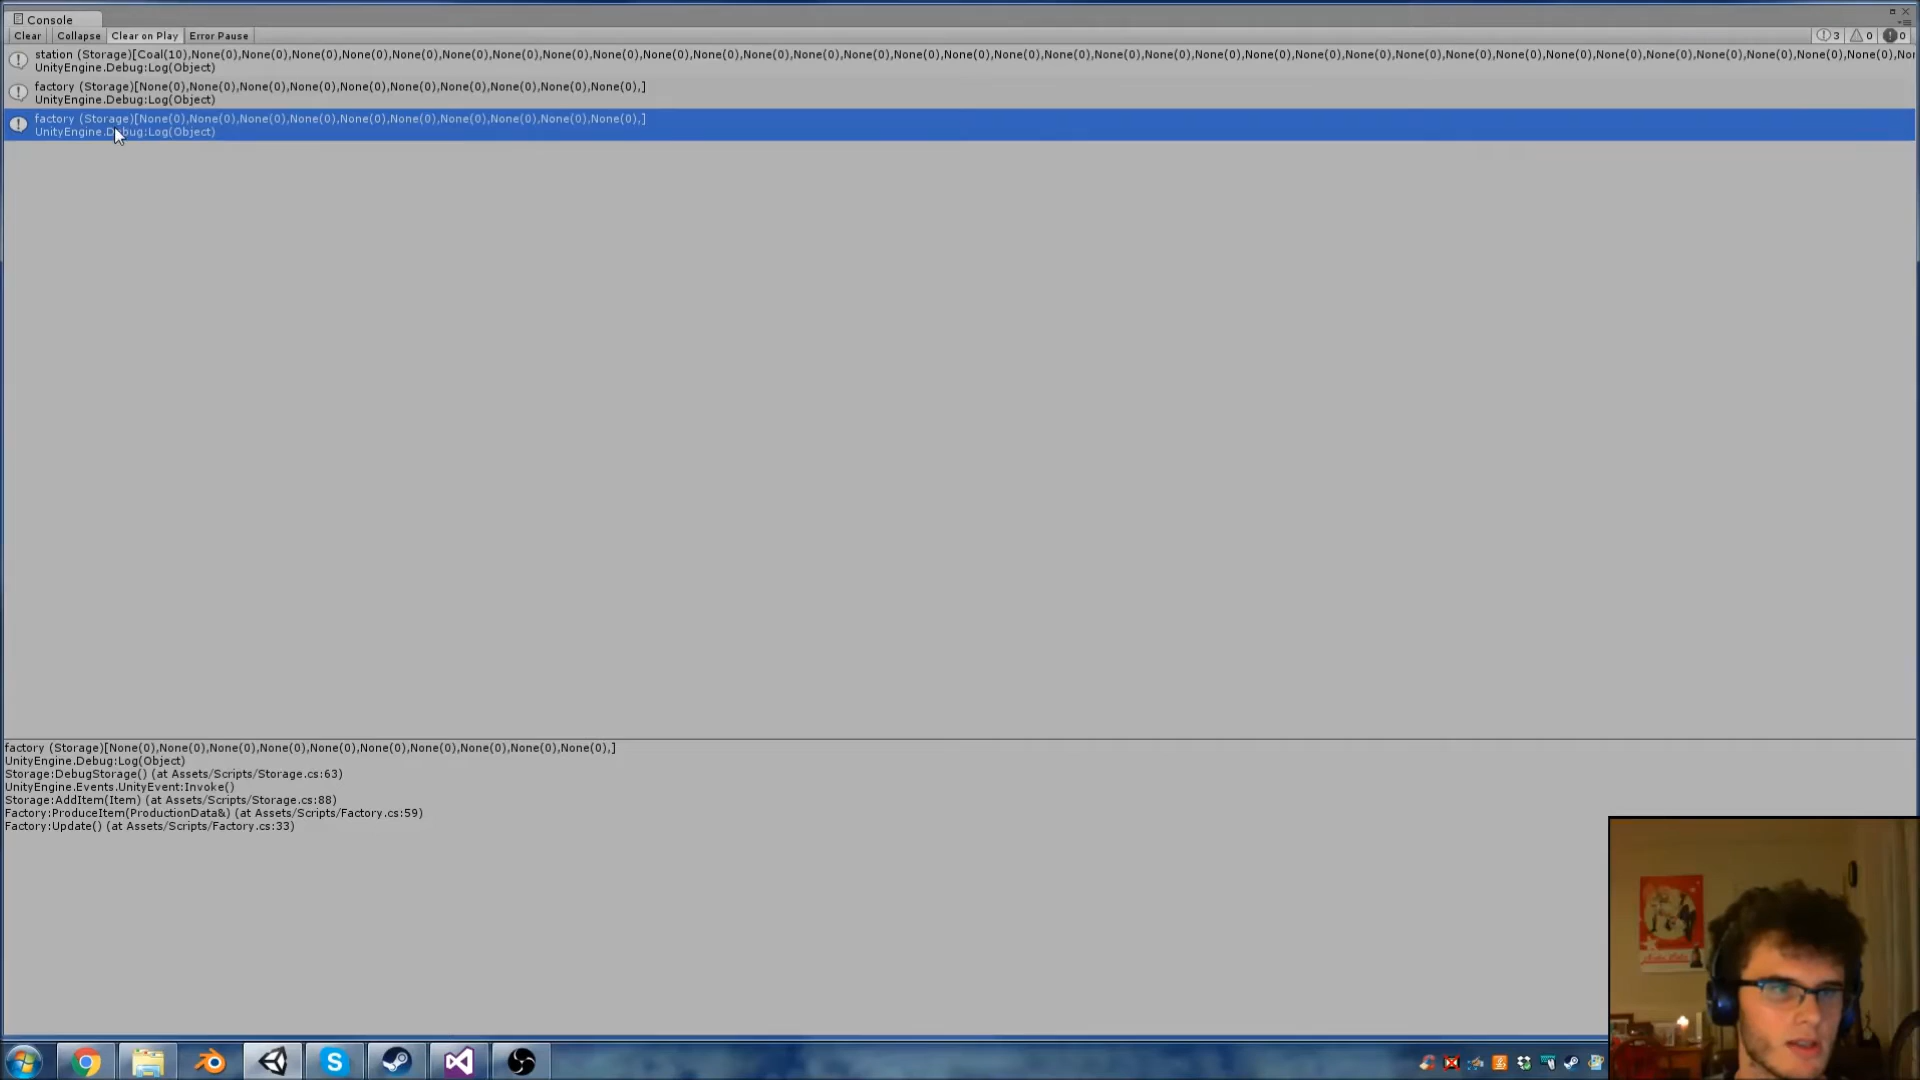 Console
Clear Collapse Clear on Play Error Pause 3 0 0
station (Storage)[Coal(10),None(0),None(0),None(0),None(0),None(0),None(0),None(0),None(0),None(0),None(0),None(0),None(0),None(0),None(0),None(0),None(0),None(0),None(0),None(0),None(0),None(0),None(0),None(0),None(0),None(0),None(0),None(0),None(0),None(0),None(0),None(0),None(0),None(0),None(0),No
UnityEngine.Debug:Log(Object)
factory (Storage)[None(0),None(0),None(0),None(0),None(0),None(0),None(0),None(0),None(0),None(0),]
UnityEngine.Debug:Log(Object)
factory (Storage)[None(0),None(0),None(0),None(0),None(0),None(0),None(0),None(0),None(0),None(0),]
UnityEngine.Debug:Log(Object)
factory (Storage)[None(0),None(0),None(0),None(0),None(0),None(0),None(0),None(0),None(0),None(0),]
UnityEngine.Debug:Log(Object)
Storage:DebugStorage() (at Assets/Scripts/Storage.cs:63)
UnityEngine.Events.UnityEvent:Invoke()
Storage:AddItem(Item) (at Assets/Scripts/Storage.cs:88)
Factory:ProduceItem(ProductionData&) (at Assets/Scripts/Factory.cs:59)
Factory:Update() (at Assets/Scripts/Factory.cs:33)